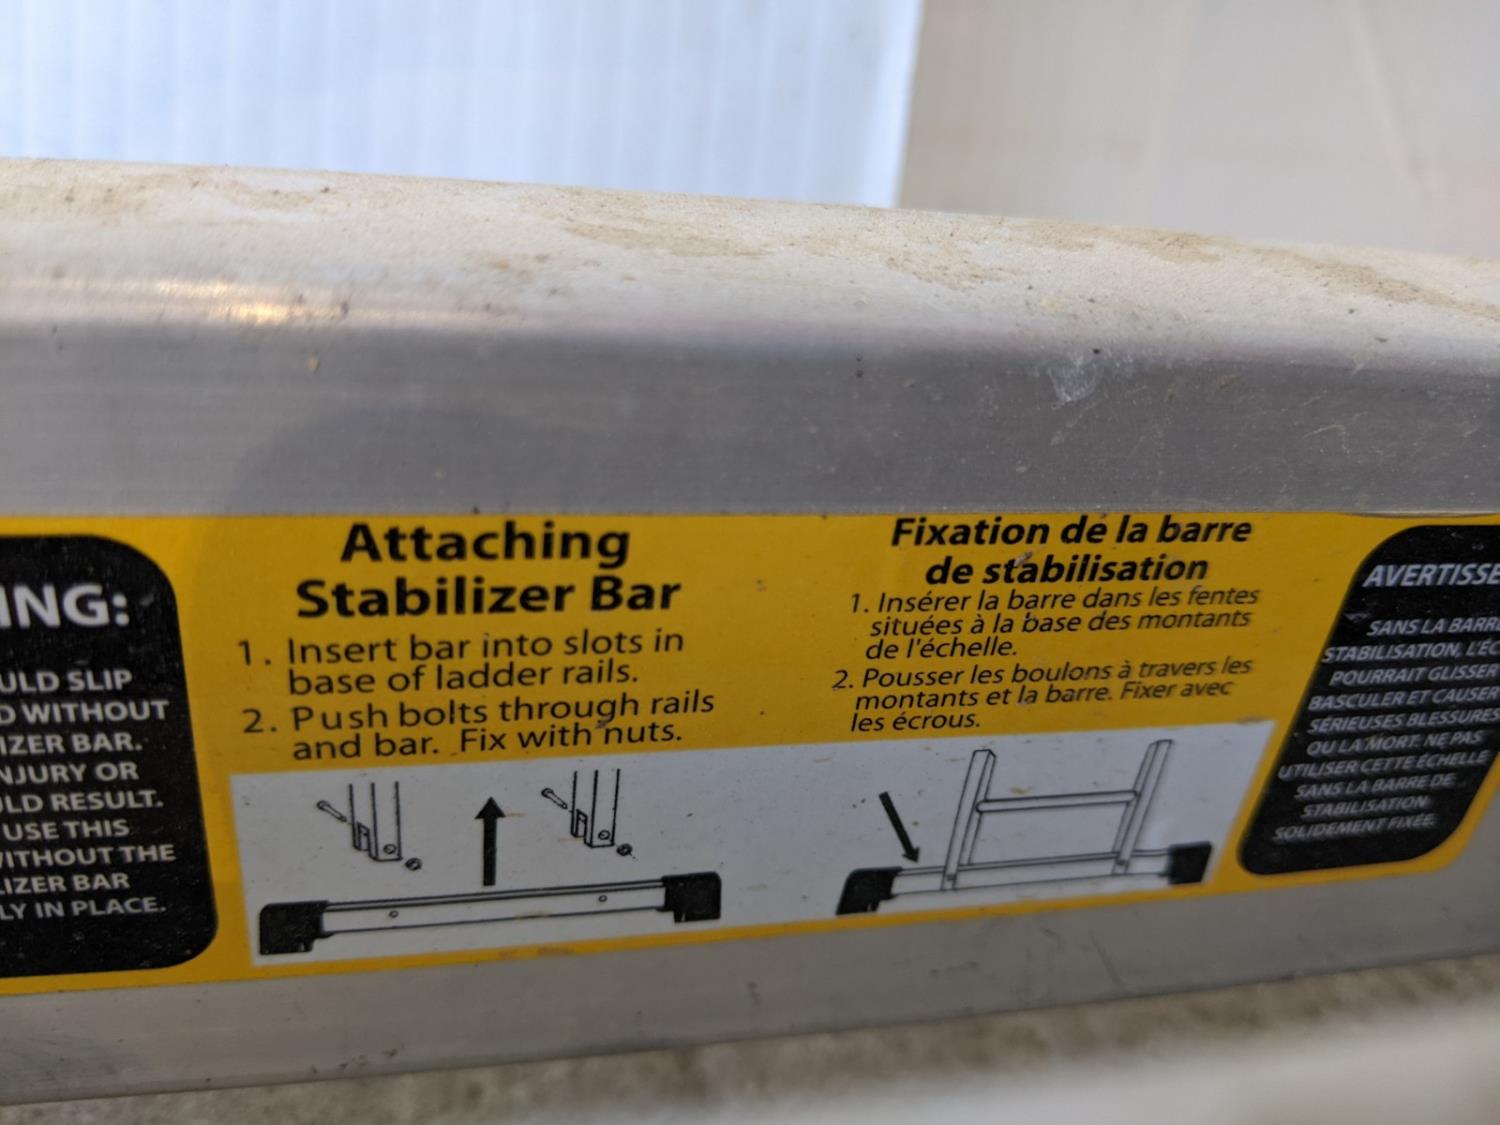 ING:
ULD SLIP
D WITHOUT
IZER BAR.
NJURY OR
LD RESULT.
USE THIS
WITHOUT THE
LIZER BAR
LY IN PLACE.
Attaching
Stabilizer Bar
1. Insert bar into slots in
base of ladder rails.
2. Push bolts through rails
and bar. Fix with nuts.
Fixation de la barre
de stabilisation
1. Insérer la barre dans les fentes
situées à la base des montants
de l'échelle.
2. Pousser les boulons à travers les
montants et la barre. Fixer avec
les écrous.
AVERTISSE
SANS LA BARR
STABILISATION, L'ÉC
POURRAIT GLISSER
BASCULER ET CAUSER
SÉRIEUSES BLESSURES
OU LA MORT. NE PAS
UTILISER CETTE ÉCHELLE
SANS LA BARRE DE
STABILISATION
SOLIDEMENT FIXÉE.